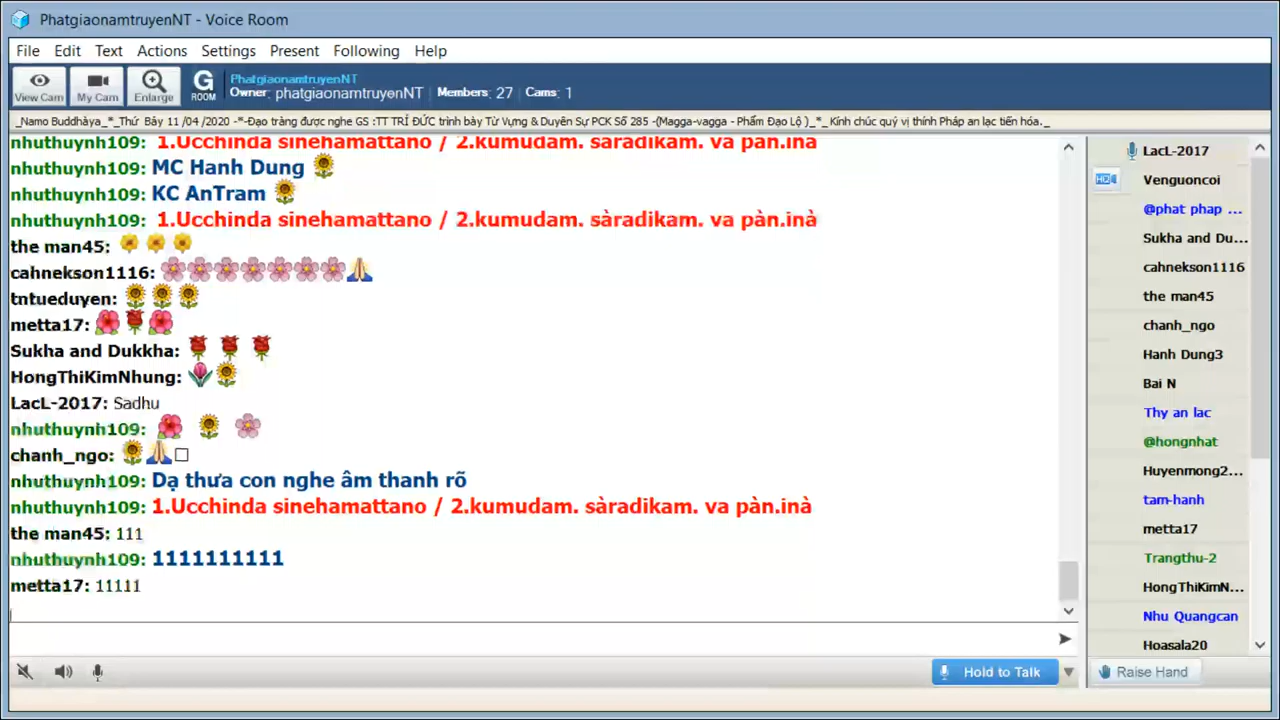 PhatgiaonamtruyenNT - Voice Room
File Edit Text Actions Settings Present Following Help
View Cam My Cam Enlarge G ROOM
PhatgiaonamtruyenNT
Owner: phatgiaonamtruyenNT Members: 27 Cams: 1
_Namo Buddhàya_*_Thứ Bảy 11 /04 /2020 -*-Đạo tràng được nghe GS :TT TRÍ ĐỨC trình bày Từ Vựng & Duyên Sự PCK Số 285 -(Magga-vagga - Phẩm Đạo Lộ )_*_ Kính chúc quý vị thính Pháp an lạc tiến hóa._
nhuthuynh109: 1.Ucchinda sinehamattano / 2.kumudam. sàradikam. va pàn.inà
nhuthuynh109: MC Hanh Dung
nhuthuynh109: KC AnTram
nhuthuynh109: 1.Ucchinda sinehamattano / 2.kumudam. sàradikam. va pàn.inà
the man45:
cahnekson1116:
tntueduyen:
metta17:
Sukha and Dukkha:
HongThiKimNhung:
LacL-2017: Sadhu
nhuthuynh109:
chanh_ngo:
nhuthuynh109: Dạ thưa con nghe âm thanh rõ
nhuthuynh109: 1.Ucchinda sinehamattano / 2.kumudam. sàradikam. va pàn.inà
the man45: 111
nhuthuynh109: 1111111111
metta17: 11111
LacL-2017
Venguoncoi
@phat phap ...
Sukha and Du...
cahnekson1116
the man45
chanh_ngo
Hanh Dung3
Bai N
Thy an lac
@hongnhat
Huyenmong2...
tam-hanh
metta17
Trangthu-2
HongThiKimN...
Nhu Quangcan
Hoasala20
Hold to Talk
Raise Hand